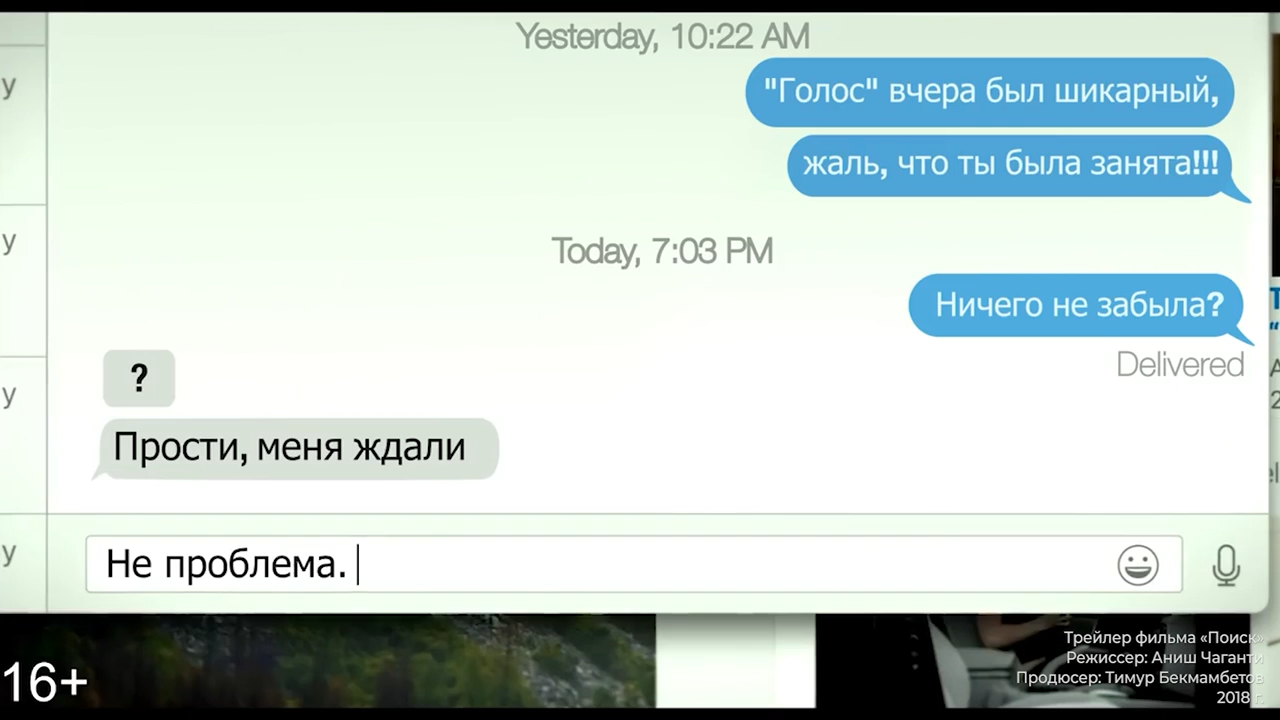 Yesterday, 10:22 AM
"Голос" вчера был шикарный,
жаль, что ты была занята!!!
Today, 7:03 PM
Ничего не забыла?
Delivered
?
Прости, меня ждали
Не проблема.
16+
Трейлер фильма «Поиск»
Режиссер: Аниш Чаганти
Продюсер: Тимур Бекмамбетов
2018 г.